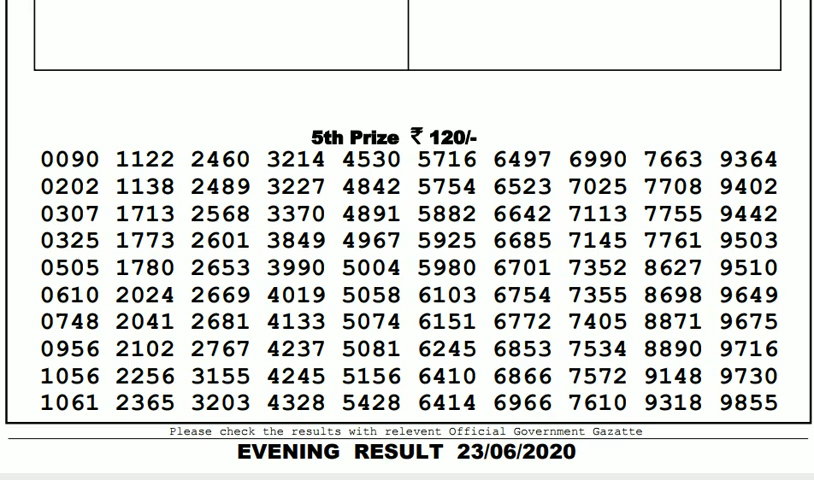 5th Prize ₹ 120/-
0090 1122 2460 3214 4530 5716 6497 6990 7663 9364
0202 1138 2489 3227 4842 5754 6523 7025 7708 9402
0307 1713 2568 3370 4891 5882 6642 7113 7755 9442
0325 1773 2601 3849 4967 5925 6685 7145 7761 9503
0505 1780 2653 3990 5004 5980 6701 7352 8627 9510
0610 2024 2669 4019 5058 6103 6754 7355 8698 9649
0748 2041 2681 4133 5074 6151 6772 7405 8871 9675
0956 2102 2767 4237 5081 6245 6853 7534 8890 9716
1056 2256 3155 4245 5156 6410 6866 7572 9148 9730
1061 2365 3203 4328 5428 6414 6966 7610 9318 9855
Please check the results with relevent Official Government Gazatte
EVENING RESULT 23/06/2020